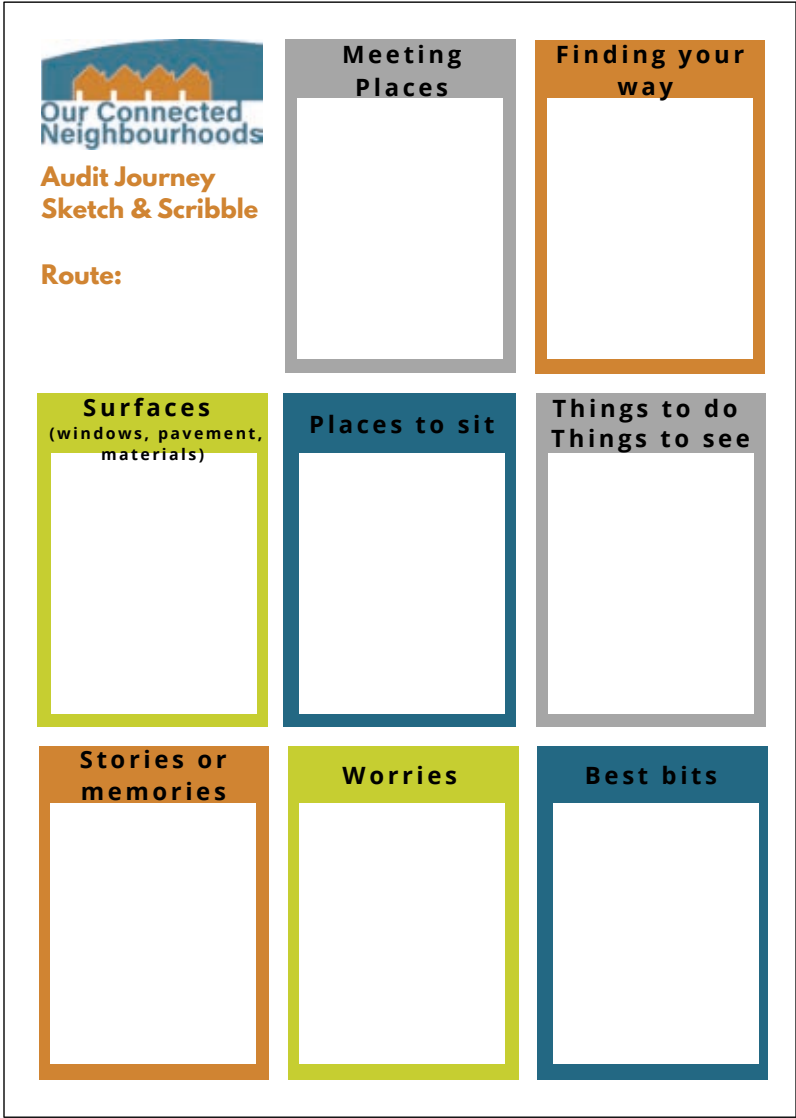 Our Connected
Neighbourhoods
Audit Journey
Sketch & Scribble
Route:
Meeting
Places
Finding your
way
Surfaces
(windows, pavement,
materials)
Places to sit
Things to do
Things to see
Stories or
memories
Worries
Best bits